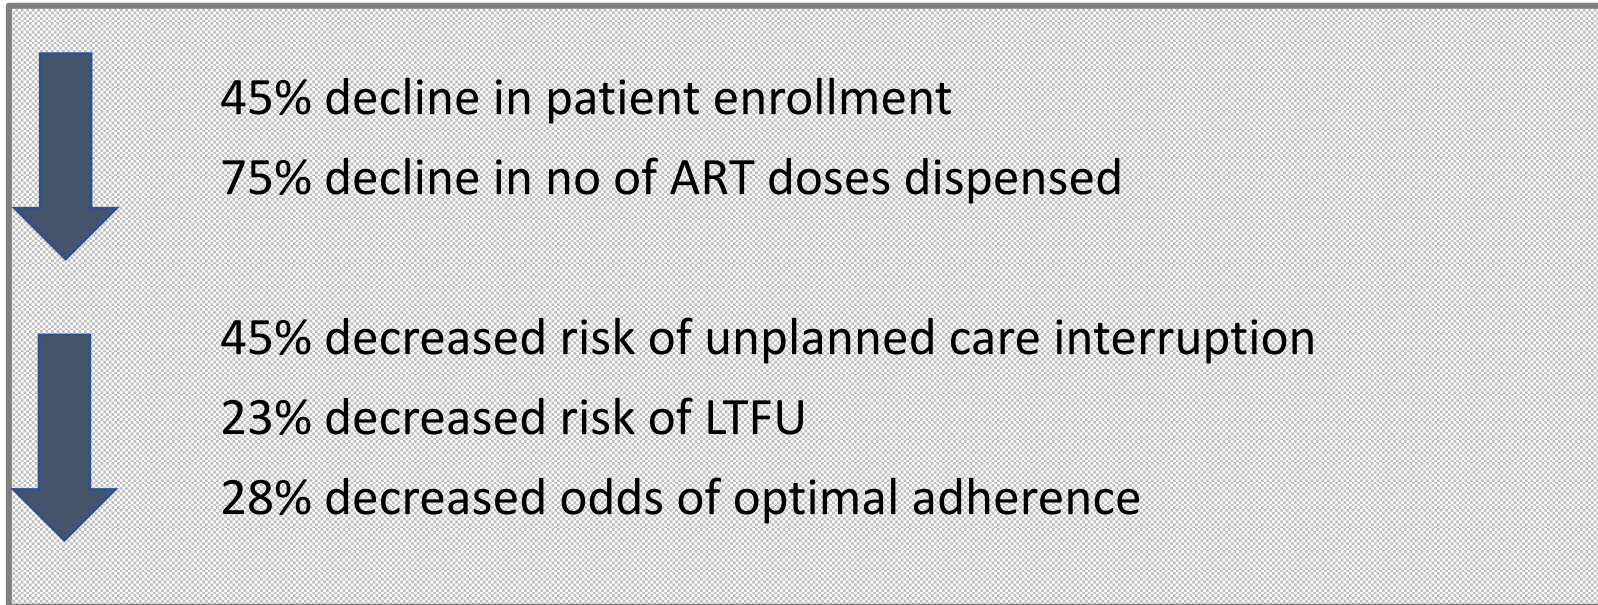 45% decline in patient enrollment
75% decline in no of ART doses dispensed
45% decreased risk of unplanned care interruption
23% decreased risk of LTFU
28% decreased odds of optimal adherence